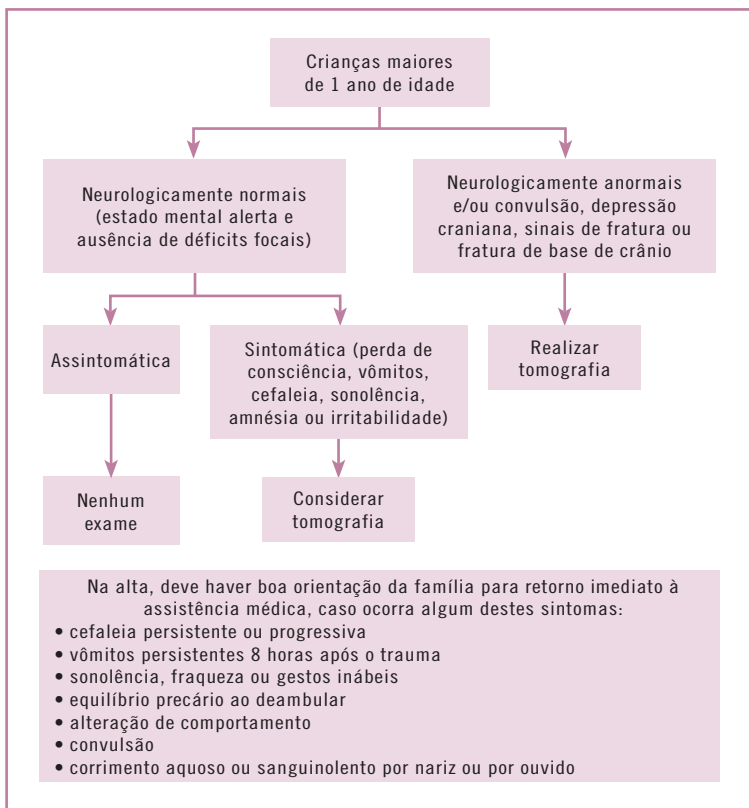 Crianças maiores
de 1 ano de idade
Neurologicamente normais
(estado mental alerta e
ausência de déficits focais)
Neurologicamente anormais
e/ou convulsão, depressão
craniana, sinais de fratura ou
fratura de base de crânio
Assintomática
Sintomática (perda de
consciência, vômitos,
cefaleia, sonolência,
amnésia ou irritabilidade)
Realizar
tomografia
Nenhum
exame
Considerar
tomografia
Na alta, deve haver boa orientação da família para retorno imediato à
assistência médica, caso ocorra algum destes sintomas:
• cefaleia persistente ou progressiva
• vômitos persistentes 8 horas após o trauma
• sonolência, fraqueza ou gestos inábeis
• equilíbrio precário ao deambular
• alteração de comportamento
• convulsão
• corrimento aquoso ou sanguinolento por nariz ou por ouvido